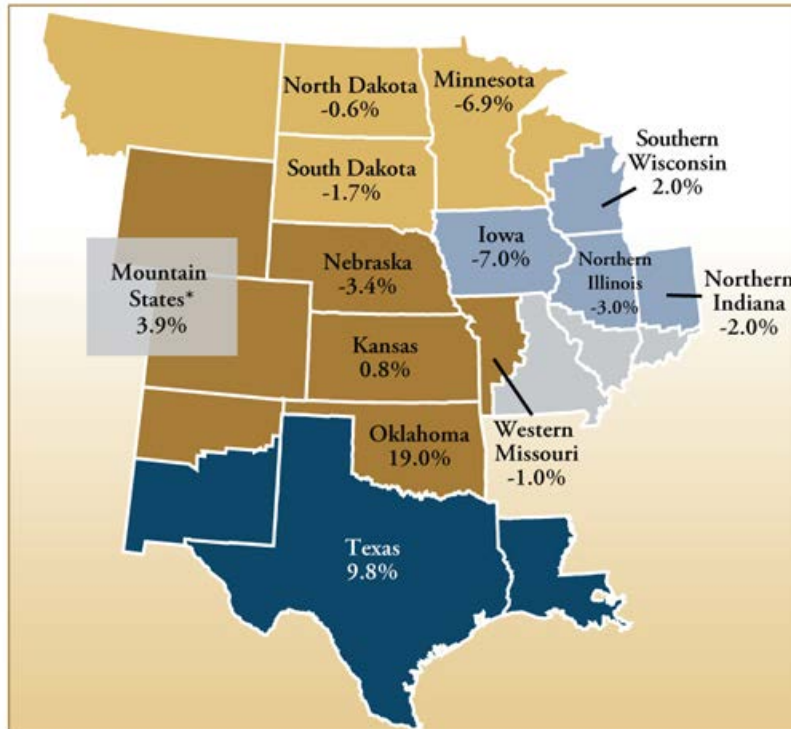 North Dakota
-0.6%
Minnesota
-6.9%
Southern
Wisconsin
2.0%
South Dakota
-1.7%
Iowa
-7.0%
Nebraska
-3.4%
Northern
Illinois
-3.0%
Northern
Indiana
-2.0%
Mountain
States*
3.9%
Kansas
0.8%
Oklahoma
19.0%
Western
Missouri
-1.0%
Texas
9.8%